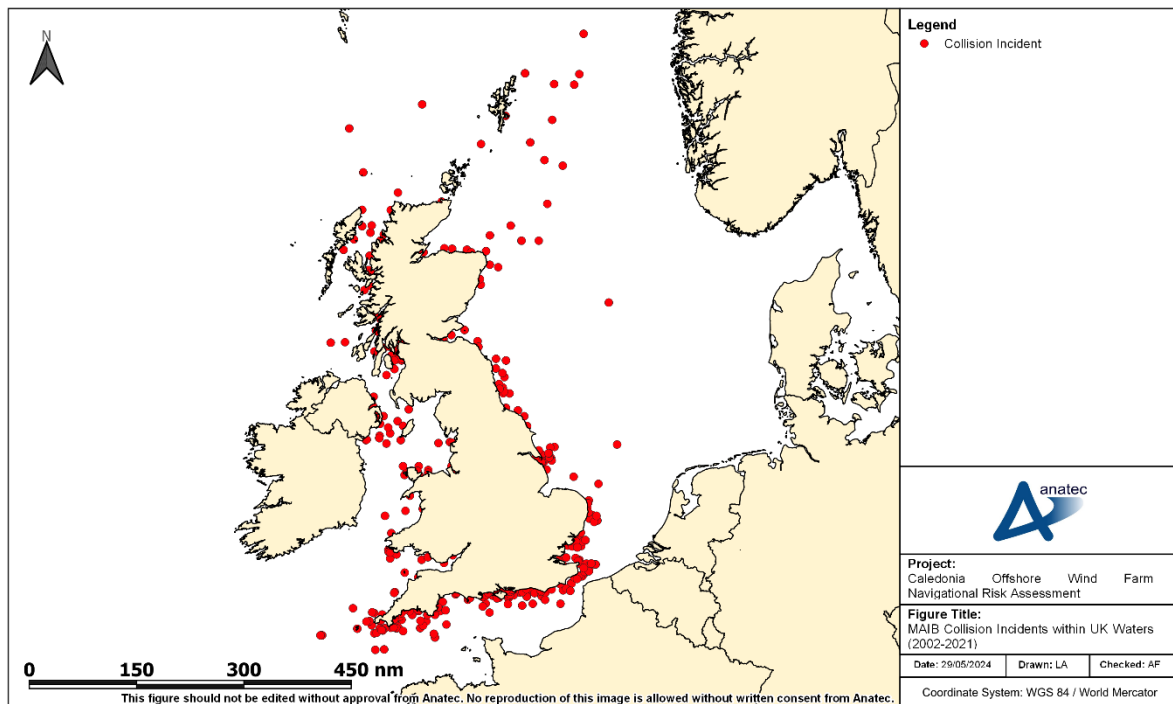 N
0 150 300 450 nm
This figure should not be edited without approval from Anatec. No reproduction of this image is allowed without written consent from Anatec.
Legend
Collision Incident
anatec
Project:
Caledonia Offshore Wind Farm
Navigational Risk Assessment
Figure Title:
MAIB Collision Incidents within UK Waters
(2002-2021)
Date: 29/05/2024 Drawn: LA Checked: AF
Coordinate System: WGS 84 / World Mercator